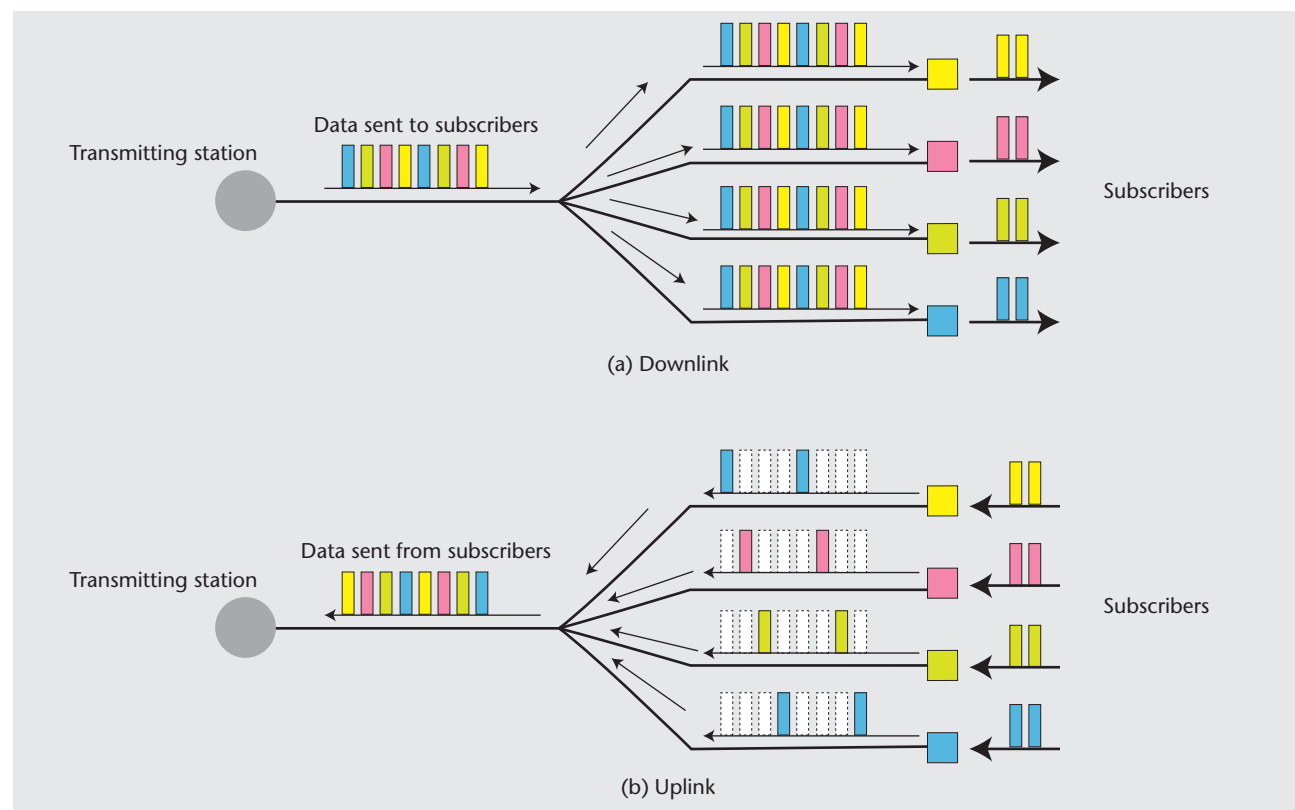 Data sent to subscribers
Transmitting station
Subscribers
(a) Downlink
Data sent from subscribers
Transmitting station
Subscribers
(b) Uplink